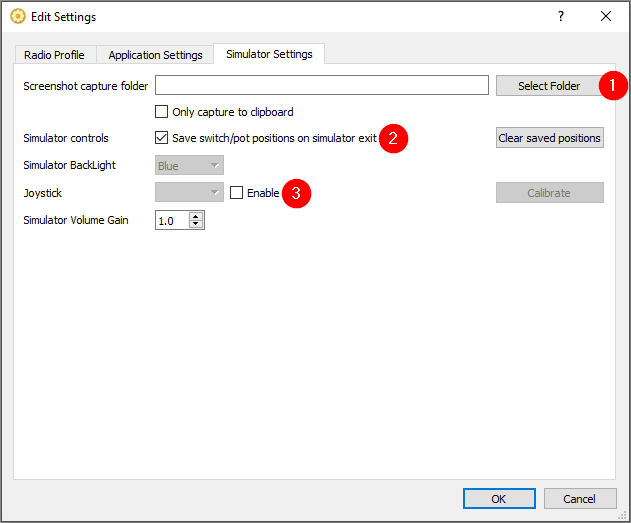 Edit Settings ?
Radio Profile Application Settings Simulator Settings
Screenshot capture folder Select Folder 1
Only capture to clipboard
Simulator controls Save switch/pot positions on simulator exit 2 Clear saved positions
Simulator BackLight Blue
Joystick Enable 3 Calibrate
Simulator Volume Gain 1.0
OK Cancel